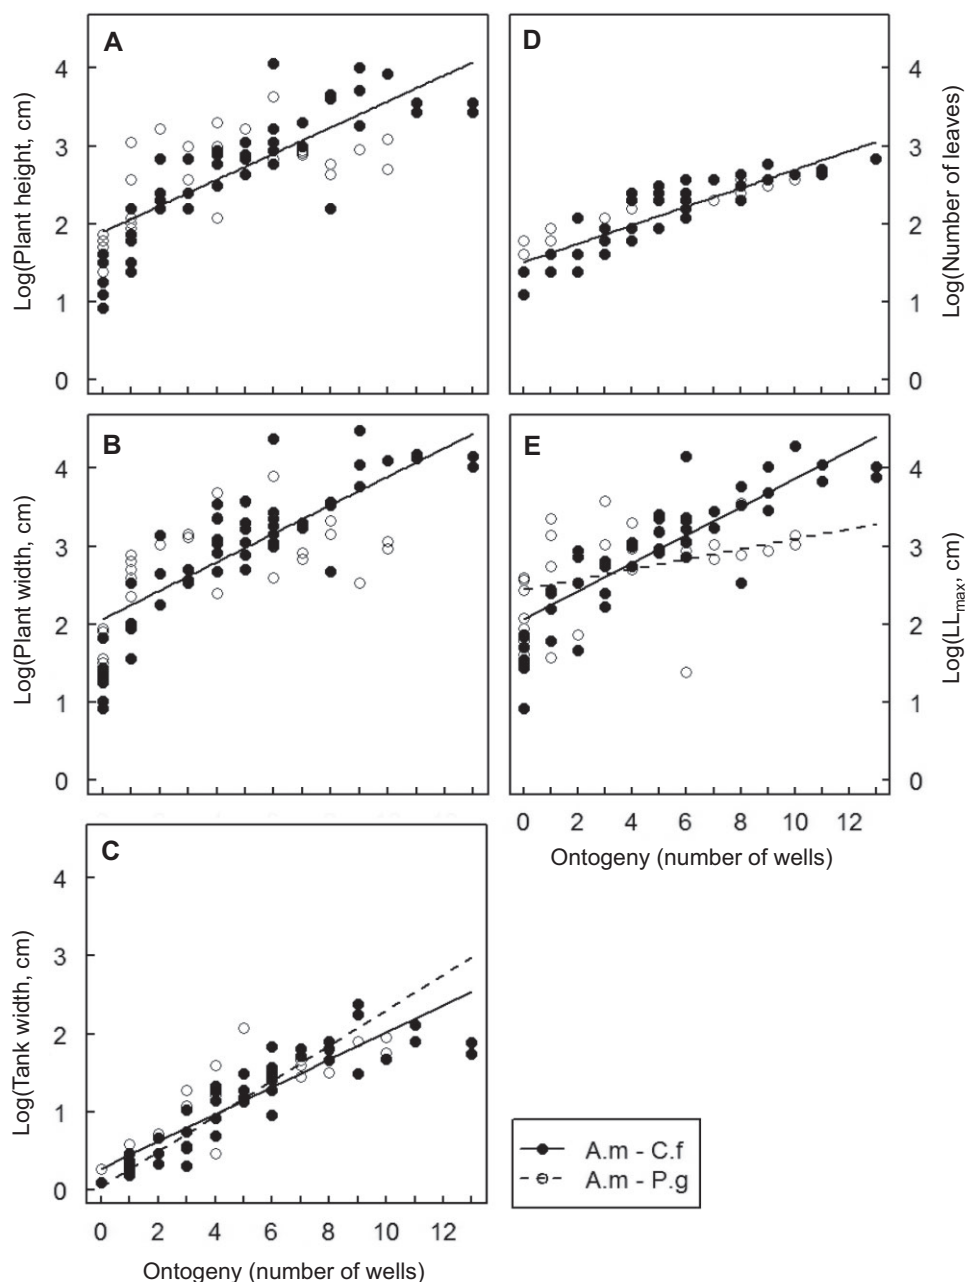 A
Log(Plant height, cm)
4
3
2
1
0
D
4
3
2
1
0
Log(Number of leaves)
B
Log(Plant width, cm)
4
3
2
1
0
E
4
3
2
1
0
Log(LLmax, cm)
0 2 4 6 8 10 12
Ontogeny (number of wells)
C
Log(Tank width, cm)
4
3
2
1
0
0 2 4 6 8 10 12
Ontogeny (number of wells)
A.m - C.f
A.m - P.g